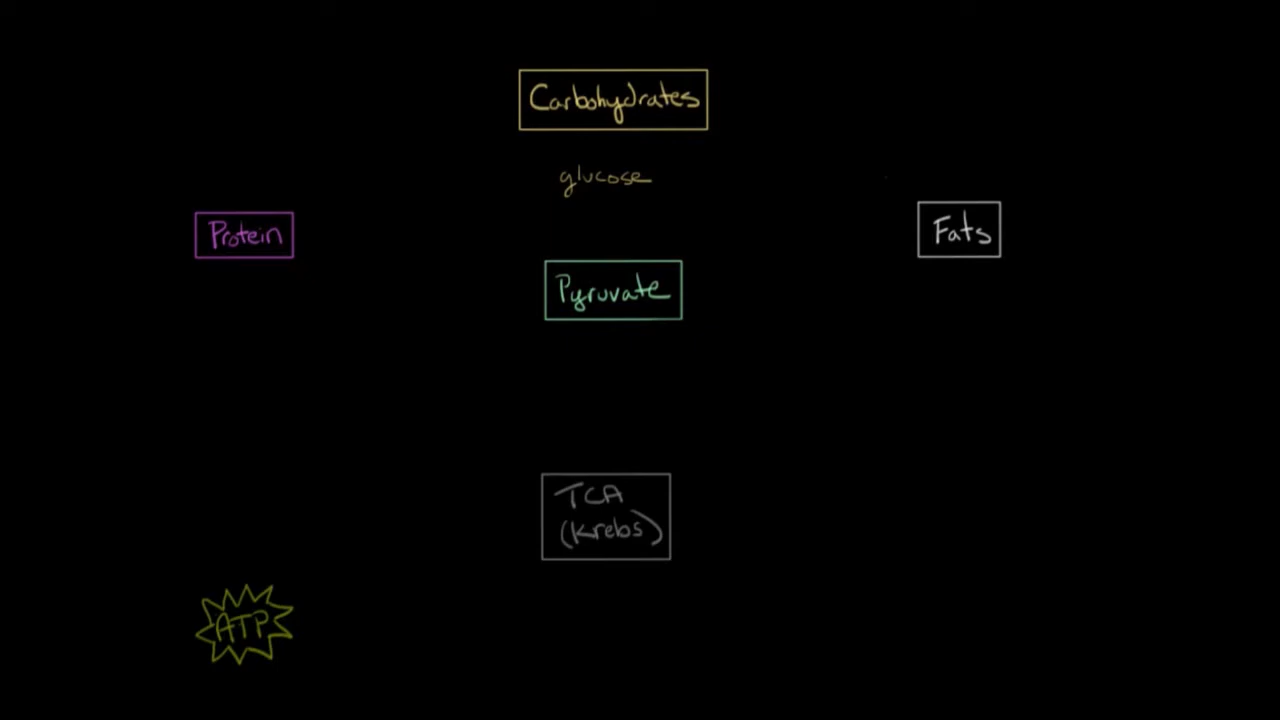 Carbohydrates
glucose
Protein
Fats
Pyruvate
TCA
(Krebs)
ATP